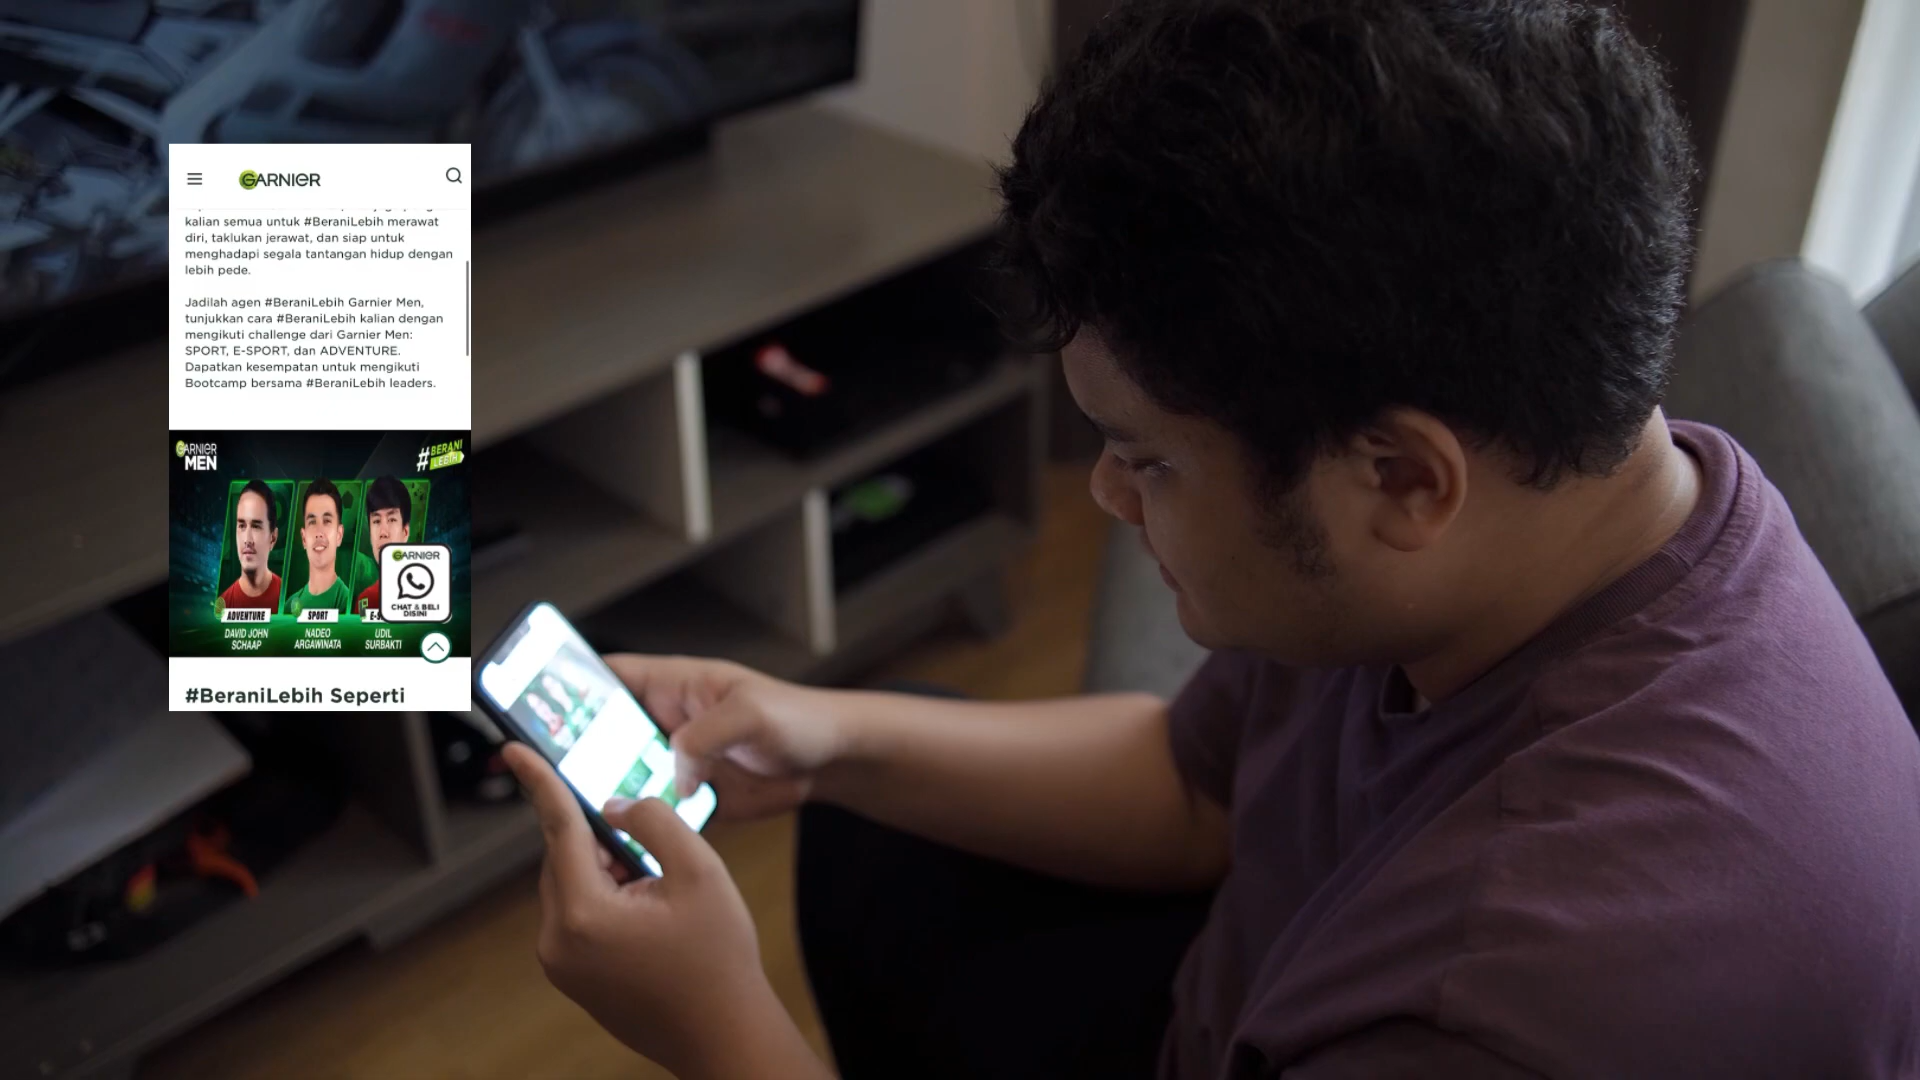 GARNIER
kalian semua untuk #BeraniLebih merawat
diri, taklukan jerawat, dan siap untuk
menghadapi segala tantangan hidup dengan
lebih pede.
Jadilah agen #BeraniLebih Garnier Men,
tunjukkan cara #BeraniLebih kalian dengan
mengikuti challenge dari Garnier Men:
SPORT, E-SPORT, dan ADVENTURE.
Dapatkan kesempatan untuk mengikuti
Bootcamp bersama #BeraniLebih leaders.
GARNIER
MEN
#BERANI
LEBIH
ADVENTURE
SPORT
DAVID JOHN
SCHAAP
NADEO
ARGAWINATA
UDIL
SURBAKTI
GARNIER
CHAT & BELI
DISINI
#BeraniLebih Seperti